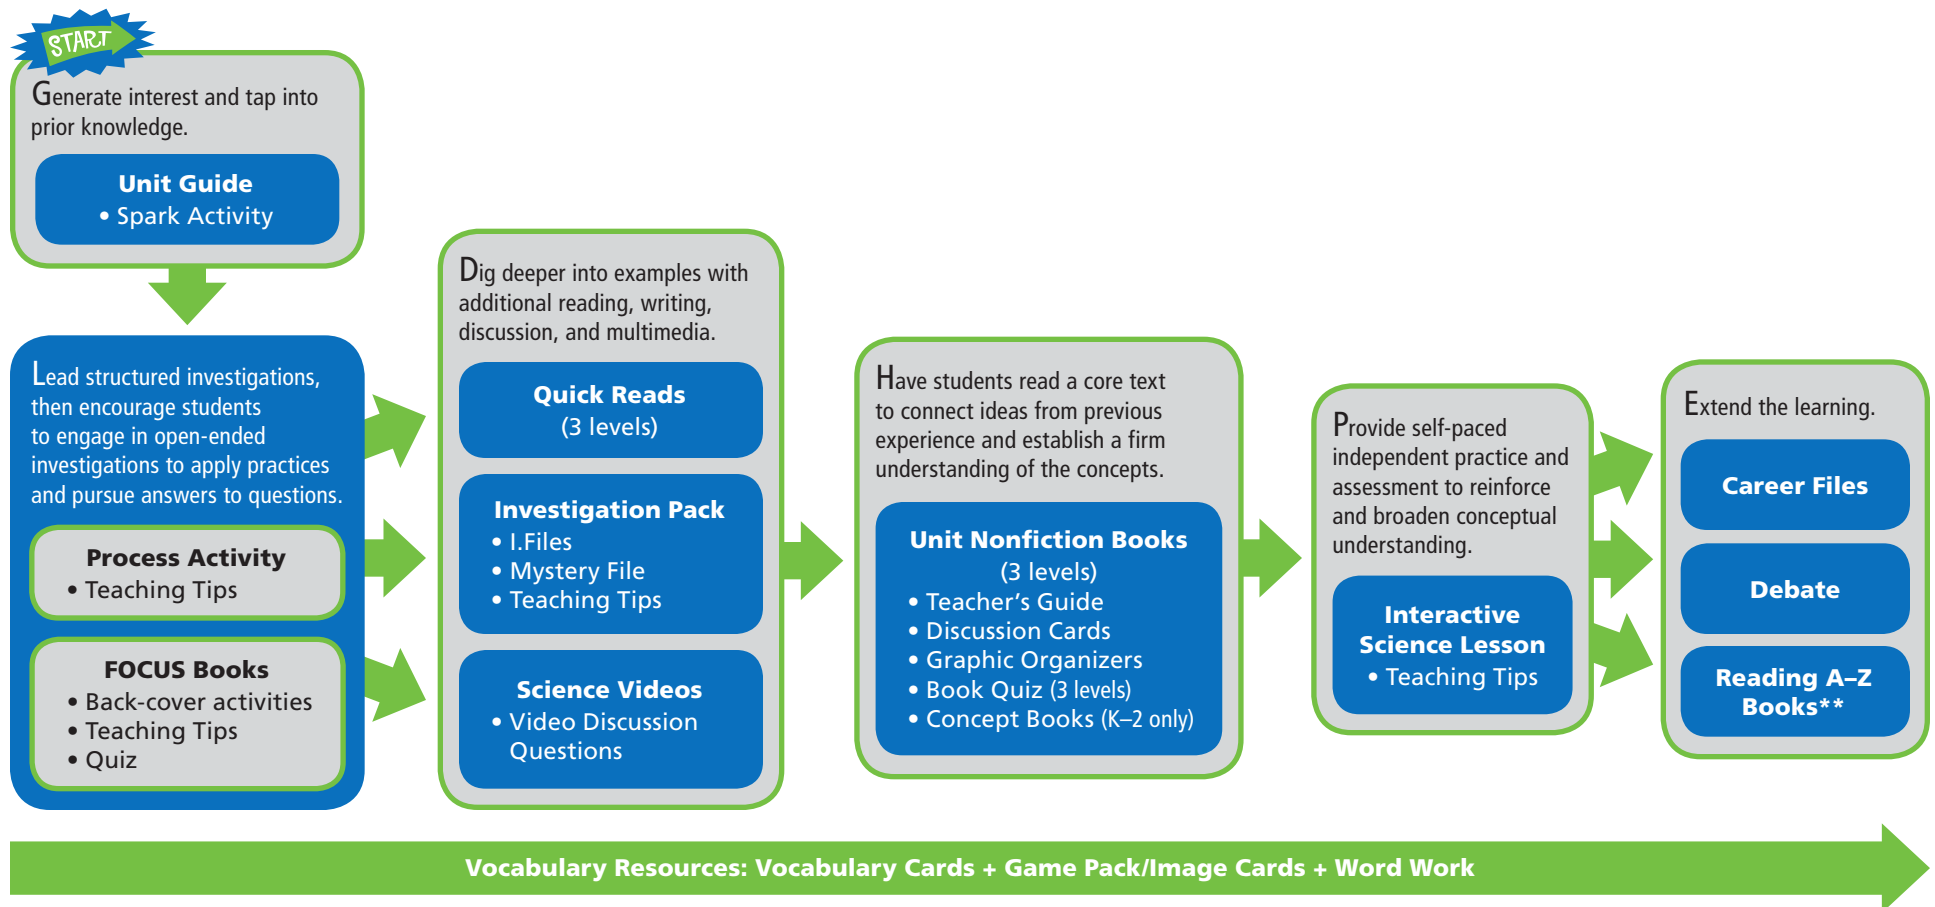 START
Generate interest and tap into
prior knowledge.
Unit Guide
• Spark Activity
Lead structured investigations,
then encourage students
to engage in open-ended
investigations to apply practices
and pursue answers to questions.
Process Activity
• Teaching Tips
FOCUS Books
• Back-cover activities
• Teaching Tips
• Quiz
Dig deeper into examples with
additional reading, writing,
discussion, and multimedia.
Quick Reads
(3 levels)
Investigation Pack
• I.Files
• Mystery File
• Teaching Tips
Science Videos
• Video Discussion
Questions
Have students read a core text
to connect ideas from previous
experience and establish a firm
understanding of the concepts.
Unit Nonfiction Books
(3 levels)
• Teacher’s Guide
• Discussion Cards
• Graphic Organizers
• Book Quiz (3 levels)
• Concept Books (K–2 only)
Provide self-paced
independent practice and
assessment to reinforce
and broaden conceptual
understanding.
Interactive
Science Lesson
• Teaching Tips
Extend the learning.
Career Files
Debate
Reading A–Z
Books**
Vocabulary Resources: Vocabulary Cards + Game Pack/Image Cards + Word Work